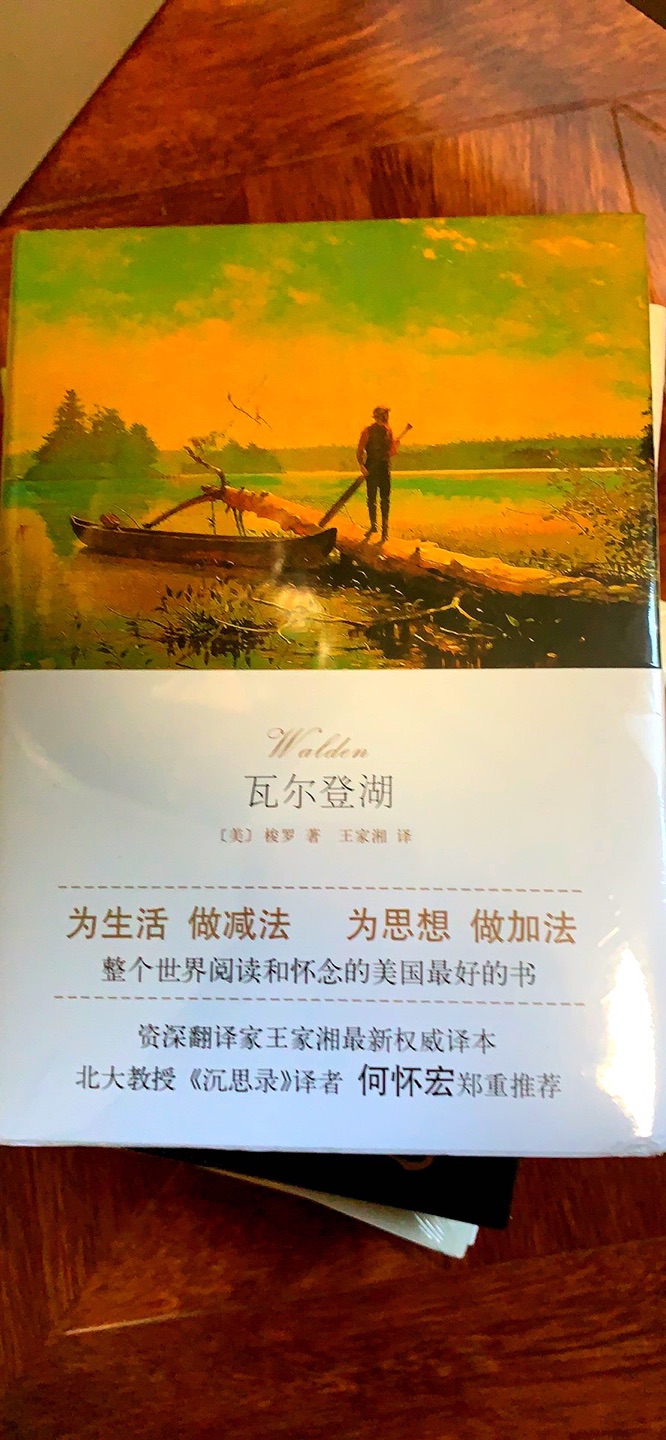 Walden
瓦尔登湖
〔美〕梭罗 著 王家湘 译
为生活 做减法 为思想 做加法
整个世界阅读和怀念的美国最好的书
资深翻译家王家湘最新权威译本
北大教授《沉思录》译者 何怀宏郑重推荐